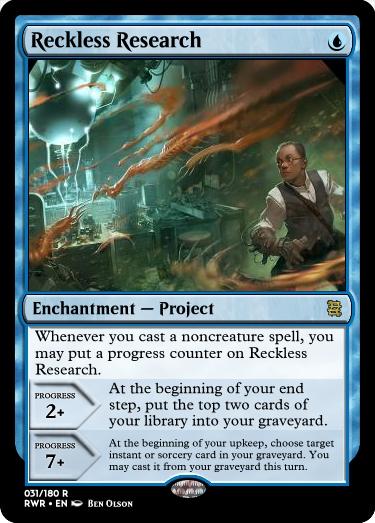 Reckless Research
Enchantment — Project
Whenever you cast a noncreature spell, you
may put a progress counter on Reckless
Research.
PROGRESS
2+
At the beginning of your end
step, put the top two cards of
your library into your graveyard.
PROGRESS
7+
At the beginning of your upkeep, choose target
instant or sorcery card in your graveyard. You
may cast it from your graveyard this turn.
031/180 R
RWR • EN Ben Olson